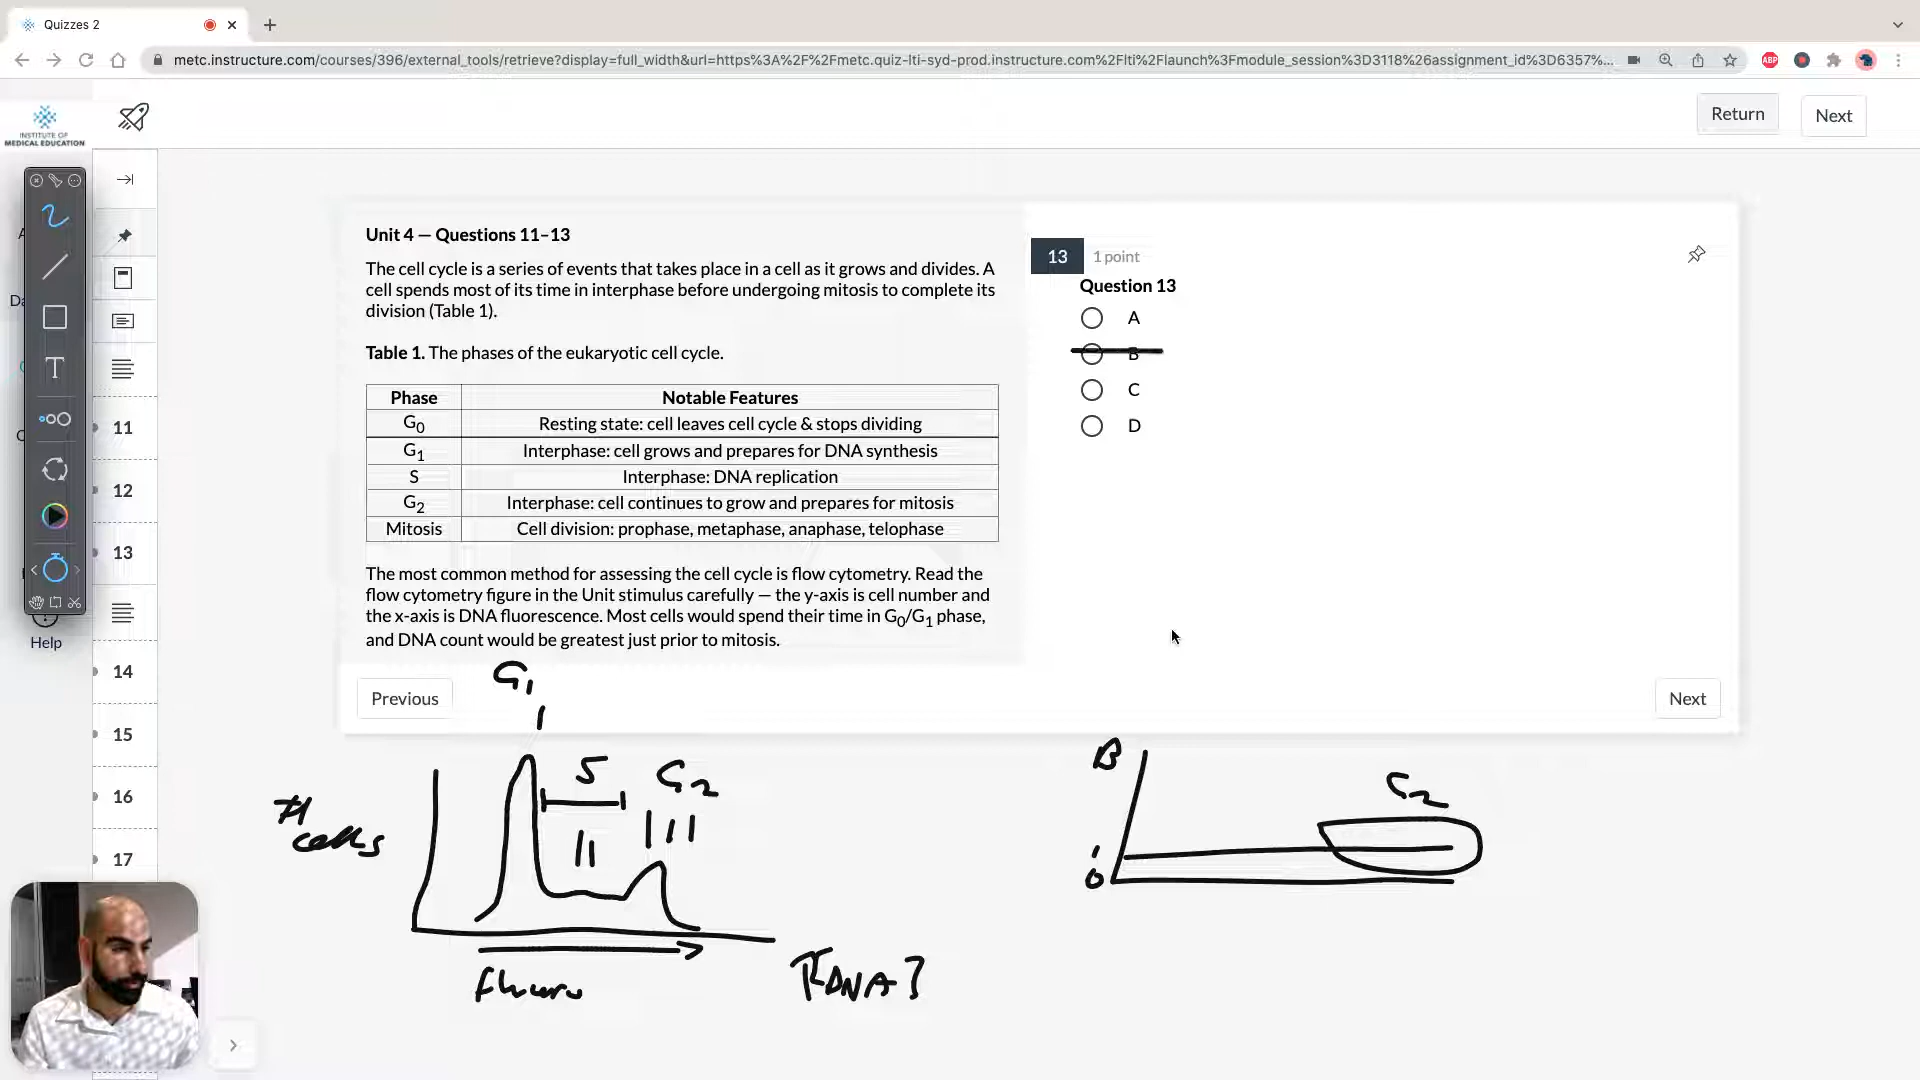 Quizzes 2
metc.instructure.com/courses/396/external_tools/retrieve?display=full_width&url=https%3A%2F%2Fmetc.quiz-lti-syd-prod.instructure.com%2Flti%2Flaunch%3Fmodule_session%3D3118%26assignment_id%3D6357%...
ABP
INSTITUTE OF
MEDICAL EDUCATION
Return
Next
Unit 4 — Questions 11–13
The cell cycle is a series of events that takes place in a cell as it grows and divides. A
cell spends most of its time in interphase before undergoing mitosis to complete its
division (Table 1).
Table 1. The phases of the eukaryotic cell cycle.
Phase Notable Features
G0 Resting state: cell leaves cell cycle & stops dividing
G1 Interphase: cell grows and prepares for DNA synthesis
S Interphase: DNA replication
G2 Interphase: cell continues to grow and prepares for mitosis
Mitosis Cell division: prophase, metaphase, anaphase, telophase
The most common method for assessing the cell cycle is flow cytometry. Read the
flow cytometry figure in the Unit stimulus carefully — the y-axis is cell number and
the x-axis is DNA fluorescence. Most cells would spend their time in G0/G1 phase,
and DNA count would be greatest just prior to mitosis.
13 1 point
Question 13
A
B
C
D
Previous
Next
T
Da
Help
11
12
13
14
15
16
17
G1
I
S
G2
II
III
# cells
fluoro
[DNA]
B
G2
1
0